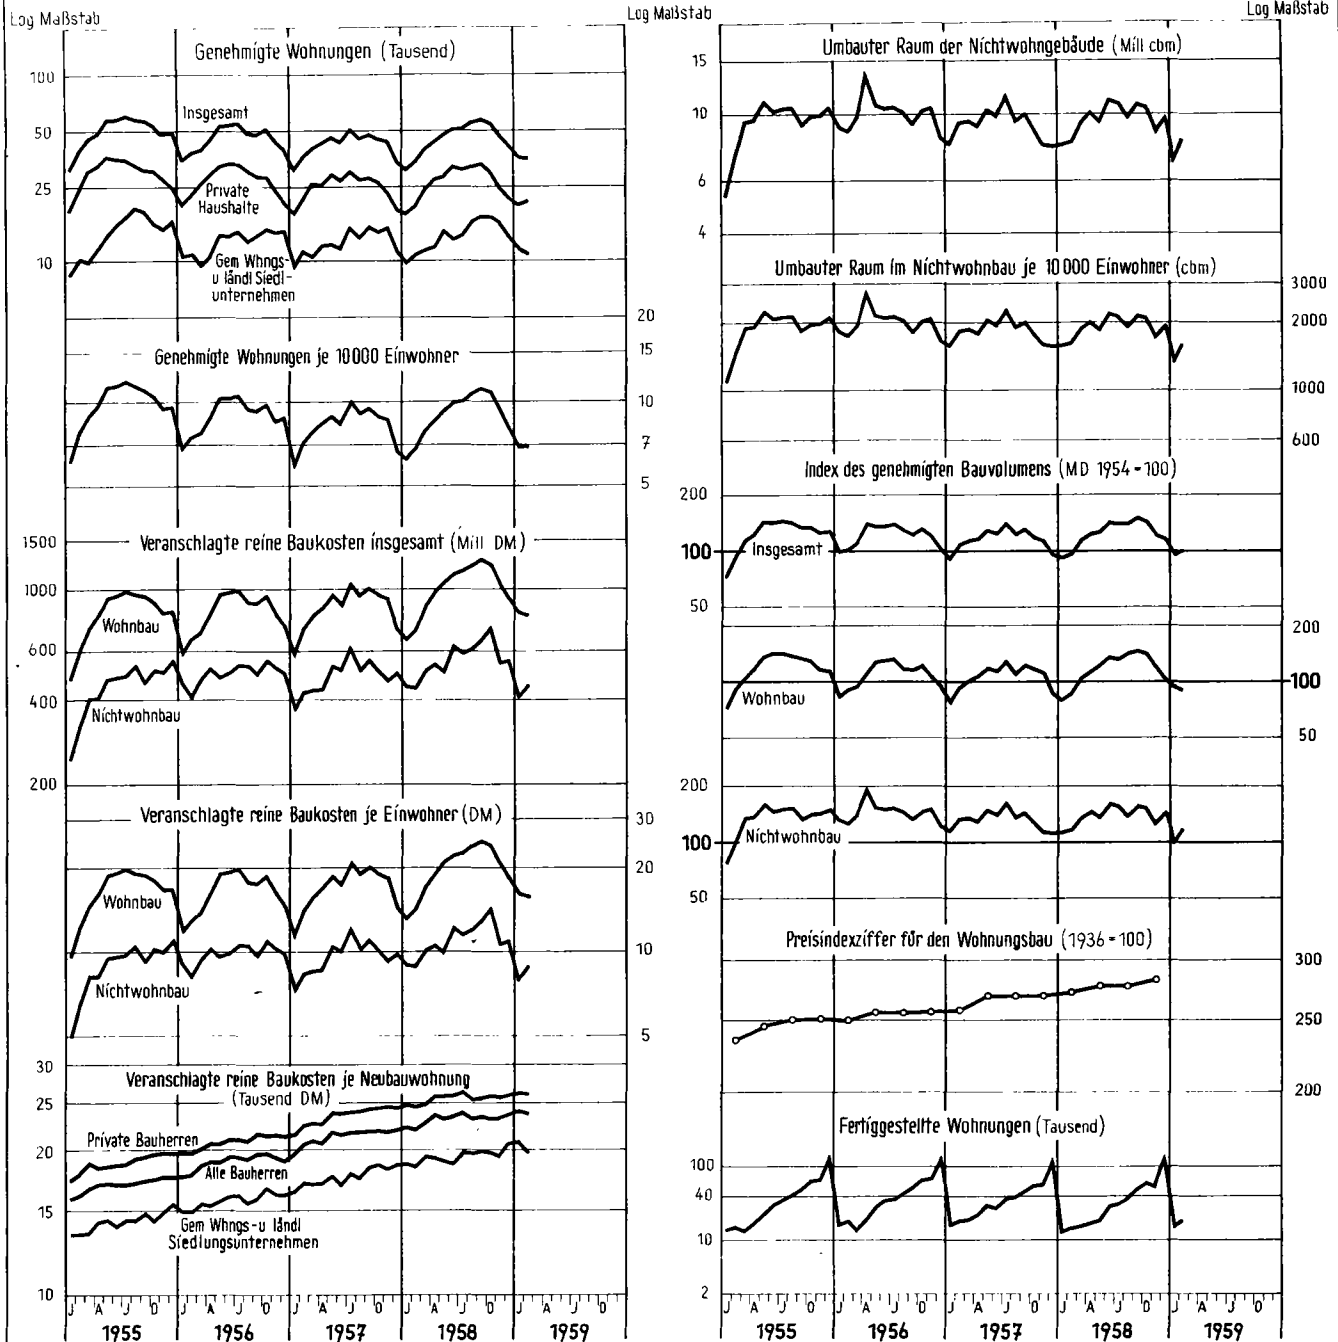 Log Maßstab
Genehmigte Wohnungen (Tausend)
100
50
25
10
Insgesamt
Private
Haushalte
Gem Whngs-
u ländl Siedl-
unternehmen
20
15
10
7
5
Genehmigte Wohnungen je 10000 Einwohner
Veranschlagte reine Baukosten insgesamt (Mill DM)
1500
1000
600
400
200
Wohnbau
Nichtwohnbau
Veranschlagte reine Baukosten je Einwohner (DM)
30
20
10
5
Wohnbau
Nichtwohnbau
30
25
20
15
10
Veranschlagte reine Baukosten je Neubauwohnung
(Tausend DM)
Private Bauherren
Alle Bauherren
Gem Whngs-u ländl
Siedlungsunternehmen
J A J O J A J O J A J O J A J O J A J O
1955 1956 1957 1958 1959
Log Maßstab
Log Maßstab
Umbauter Raum der Nichtwohngebäude (Mill cbm)
15
10
6
4
Umbauter Raum im Nichtwohnbau je 10000 Einwohner (cbm)
3000
2000
1000
600
Index des genehmigten Bauvolumens (MD 1954-100)
200
100
50
Insgesamt
200
100
50
Wohnbau
200
100
50
Nichtwohnbau
Preisindexziffer für den Wohnungsbau (1936-100)
300
250
200
Fertiggestellte Wohnungen (Tausend)
100
40
10
2
J A J O J A J O J A J O J A J O J A J O
1955 1956 1957 1958 1959